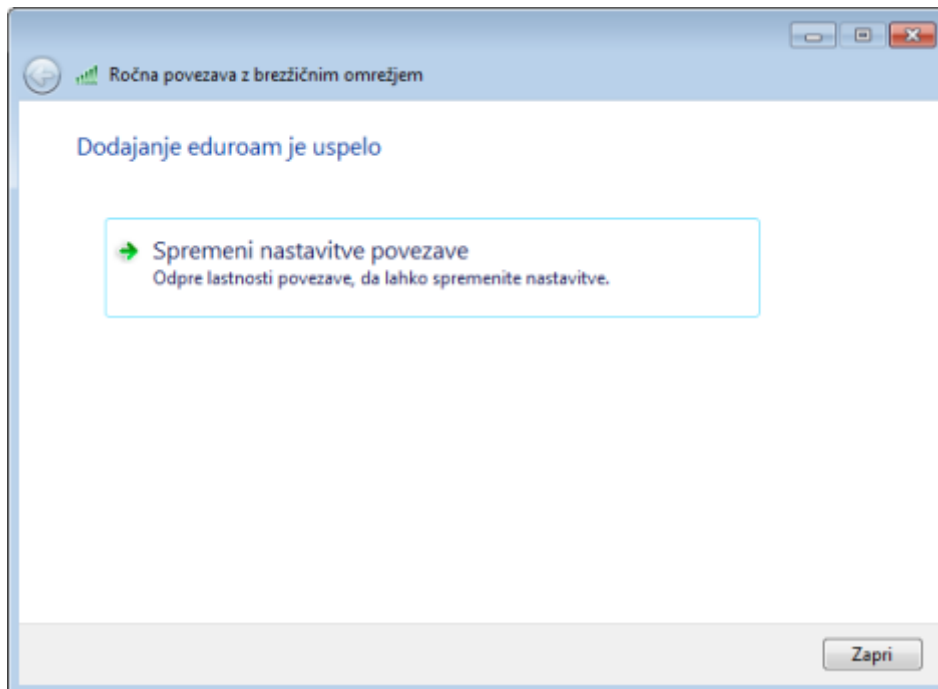 Ročna povezava z brezžičnim omrežjem
Dodajanje eduroam je uspelo
Spremeni nastavitve povezave
Odpre lastnosti povezave, da lahko spremenite nastavitve.
Zapri